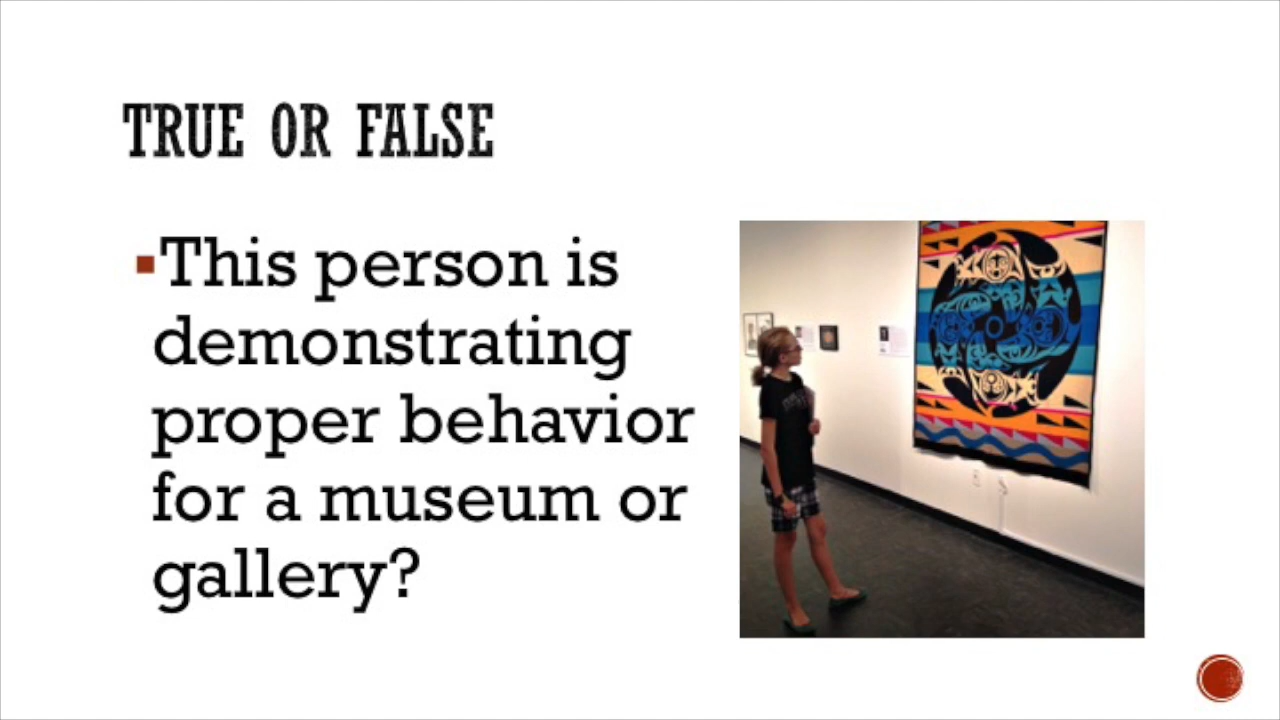 TRUE OR FALSE
▪This person is
demonstrating
proper behavior
for a museum or
gallery?